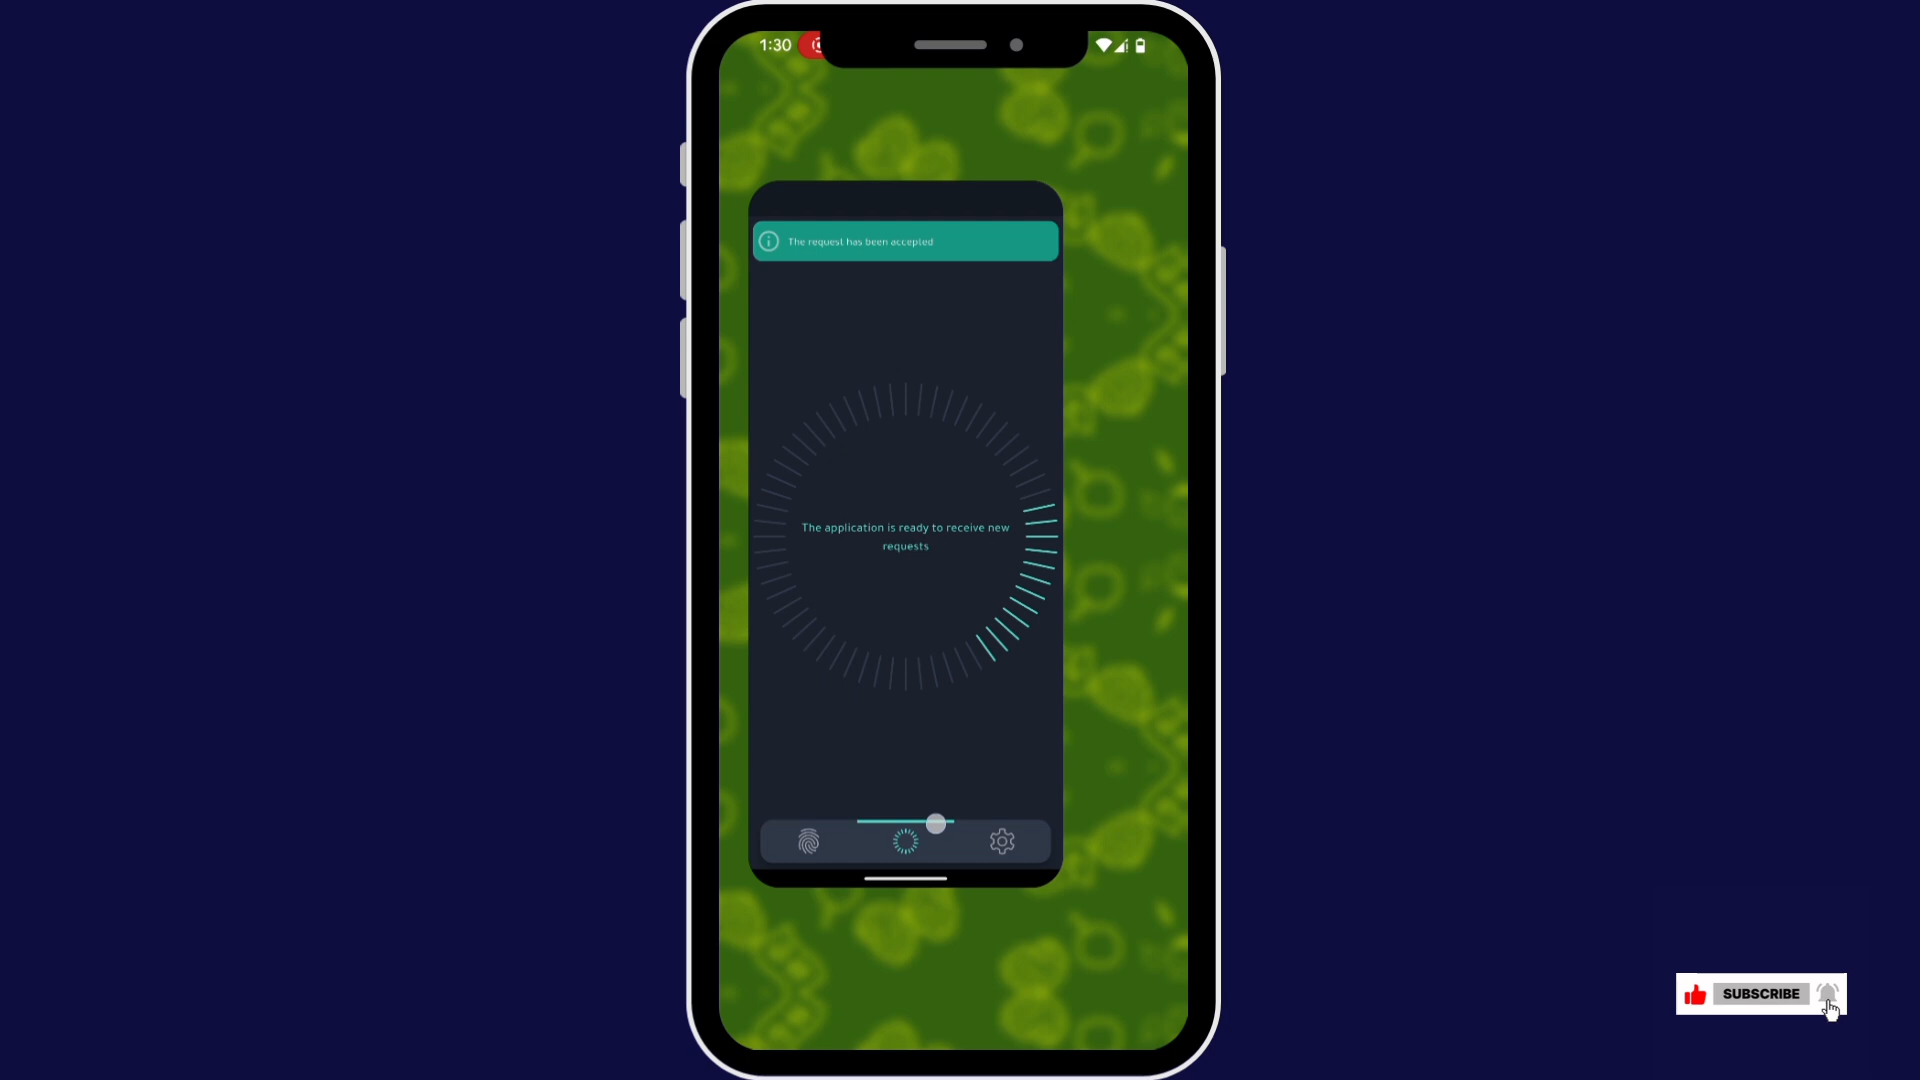 1:30
The request has been accepted
The application is ready to receive new
requests
SUBSCRIBE